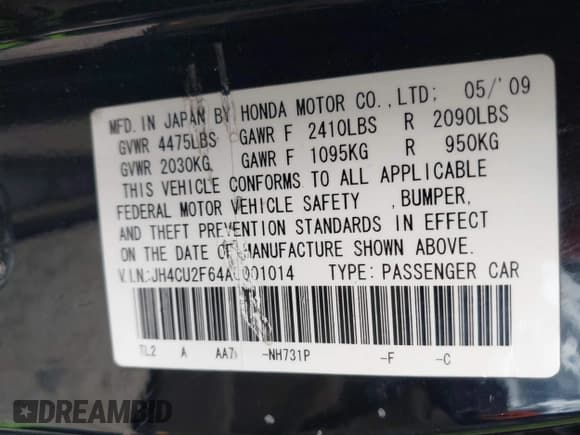 MFD. IN JAPAN BY HONDA MOTOR CO., LTD; 05/'09
GVWR 4475LBS GAWR F 2410LBS R 2090LBS
GVWR 2030KG GAWR F 1095KG R 950KG
THIS VEHICLE CONFORMS TO ALL APPLICABLE
FEDERAL MOTOR VEHICLE SAFETY ,BUMPER,
AND THEFT PREVENTION STANDARDS IN EFFECT
ON THE DATE OF MANUFACTURE SHOWN ABOVE.
V.I.N.: TYPE: PASSENGER CAR
TL2 A -NH731P -F -C
DREAMBID